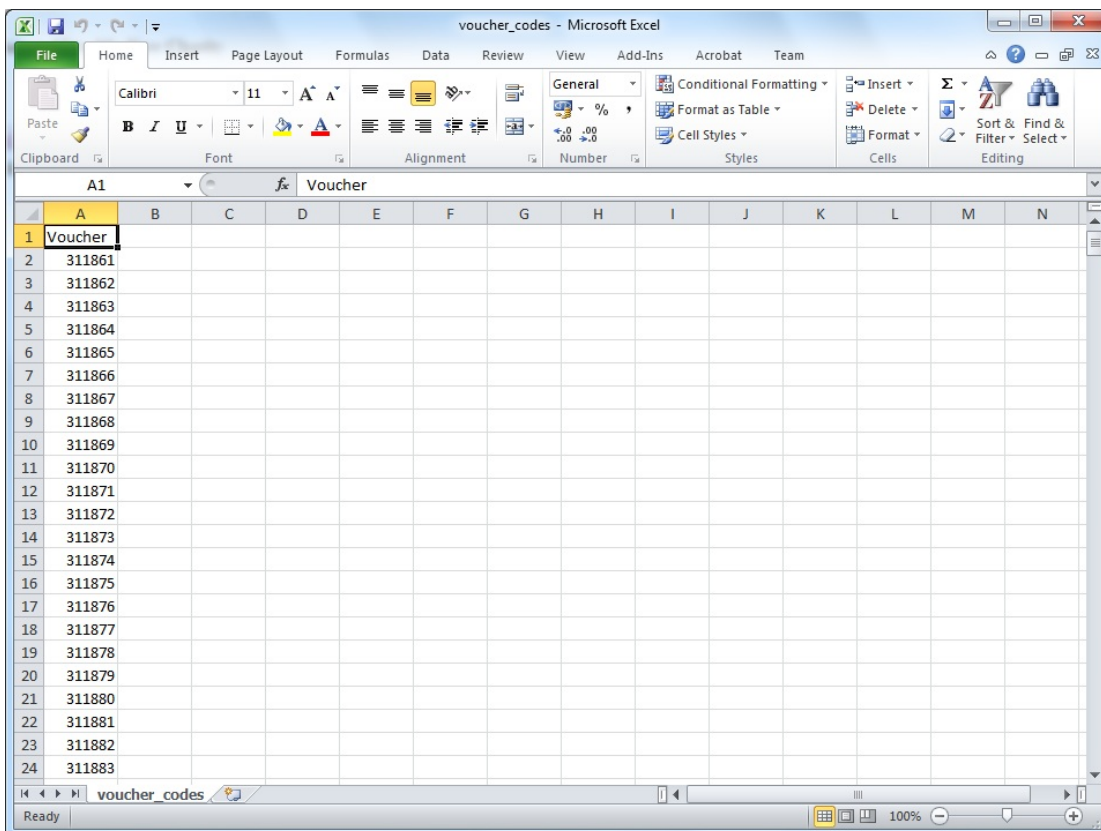 voucher_codes - Microsoft Excel
File Home Insert Page Layout Formulas Data Review View Add-Ins Acrobat Team
Paste
Clipboard
Calibri 11 A A
B I U A
Font
Alignment
General
% ,
.0 .00 .00 .0
Number
Conditional Formatting
Format as Table
Cell Styles
Styles
Insert
Delete
Format
Cells
Σ
Sort & Filter
Find & Select
Editing
A1 fx Voucher
A B C D E F G H I J K L M N
1 Voucher
2 311861
3 311862
4 311863
5 311864
6 311865
7 311866
8 311867
9 311868
10 311869
11 311870
12 311871
13 311872
14 311873
15 311874
16 311875
17 311876
18 311877
19 311878
20 311879
21 311880
22 311881
23 311882
24 311883
voucher_codes
Ready 100%